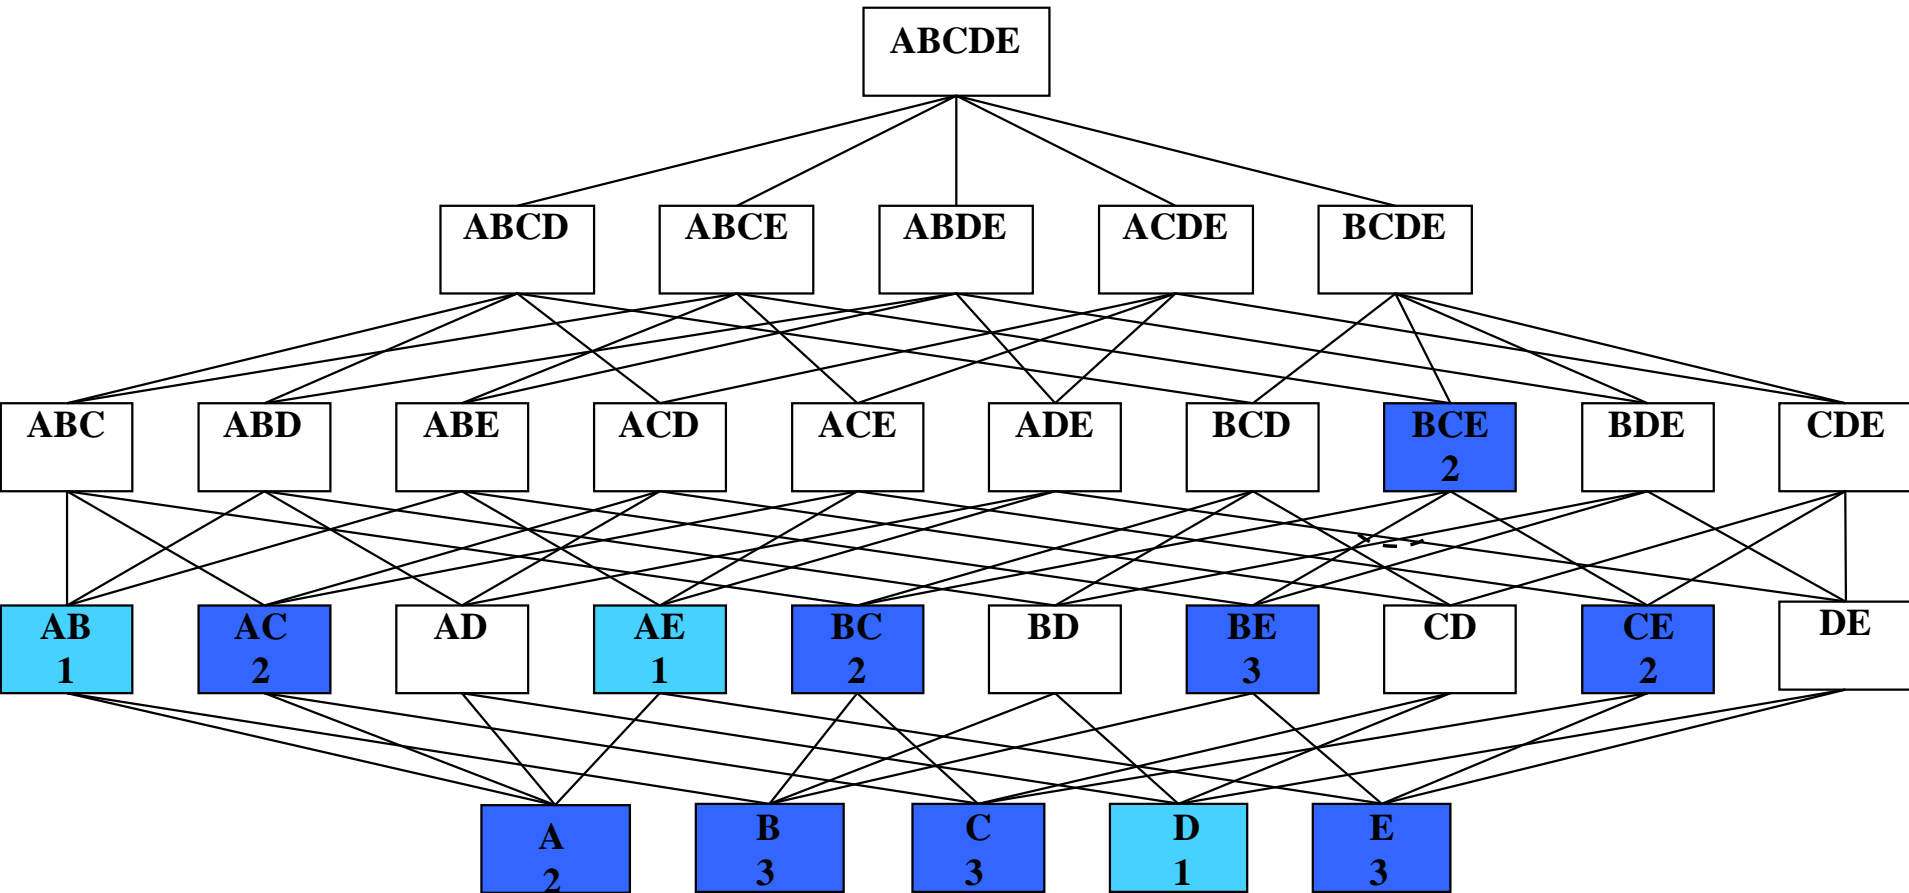 ABCDE
ABCD ABCE ABDE ACDE BCDE
ABC ABD ABE ACD ACE ADE BCD BCE BDE CDE
2
AB AC AD AE BC BD BE CD CE DE
1 2 1 2 3 2
A B C D E
2 3 3 1 3